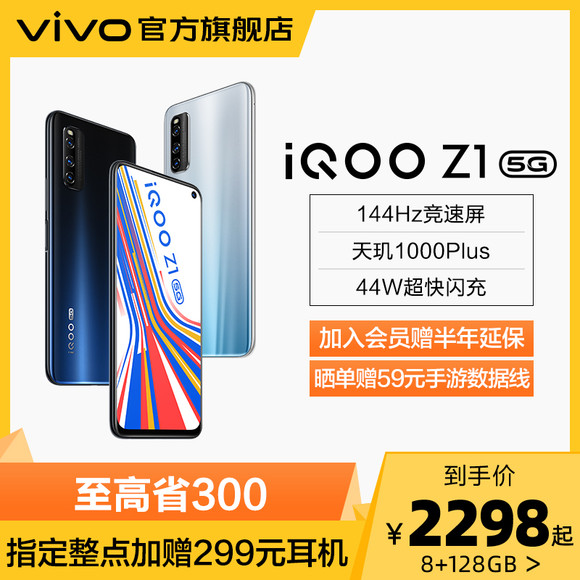 vivo 官方旗舰店
iQOO Z1 5G
144Hz竞速屏
天玑1000Plus
44W超快闪充
加入会员赠半年延保
晒单赠59元手游数据线
iQOO
iQOO Z1 5G
至高省300
指定整点加赠299元耳机
到手价
¥2298起
8+128GB >